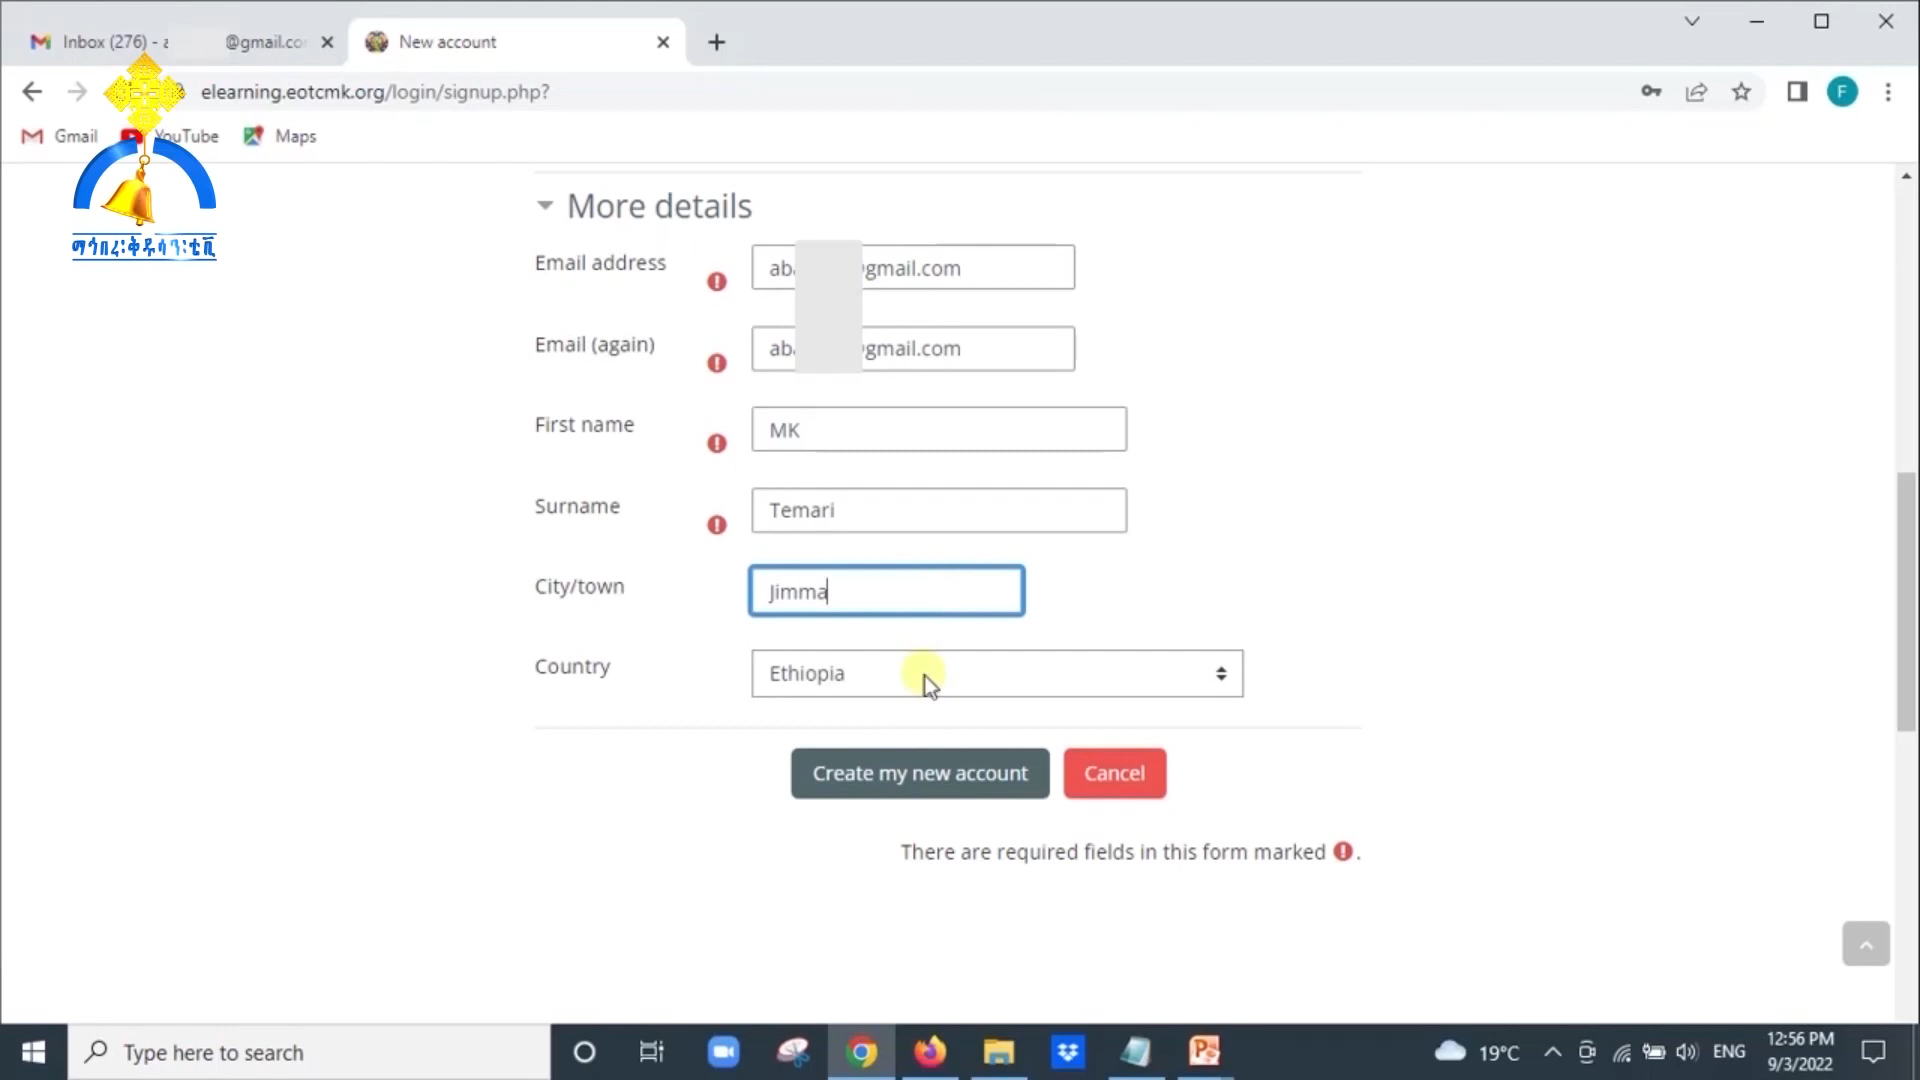 Inbox (276) - a @gmail.co
New account
elearning.eotcmk.org/login/signup.php?
Gmail
YouTube
Maps
ማኅበረ፡ቅዱሳን፡ቲቪ
More details
Email address
ab gmail.com
Email (again)
ab gmail.com
First name
MK
Surname
Temari
City/town
Jimma
Country
Ethiopia
Create my new account
Cancel
There are required fields in this form marked .
Type here to search
19°C
ENG
12:56 PM
9/3/2022
F